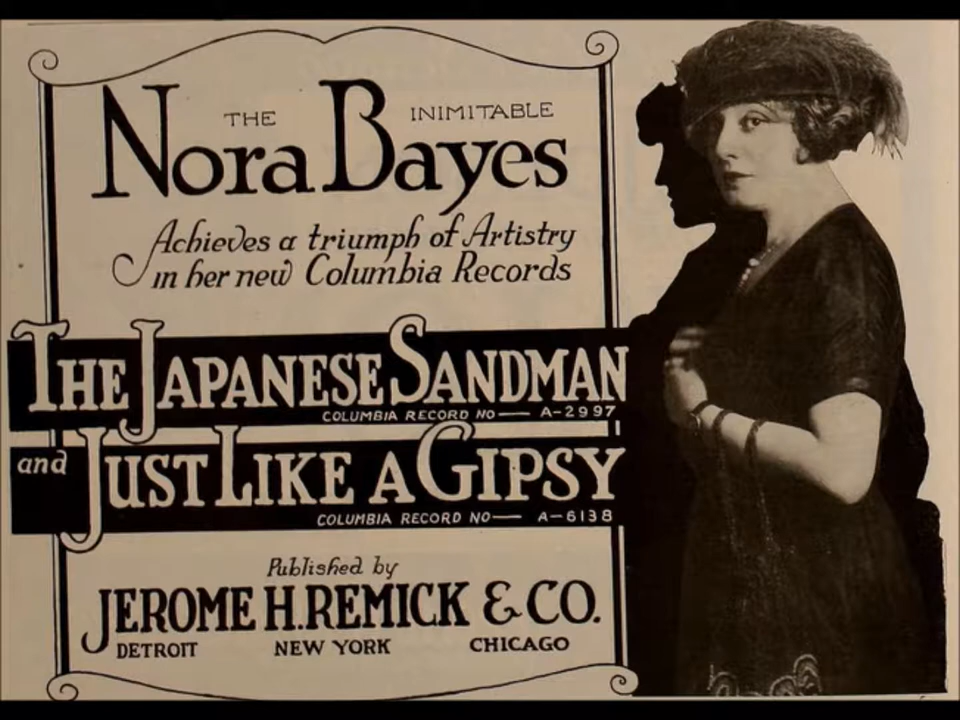 THE INIMITABLE
Nora Bayes
Achieves a triumph of Artistry
in her new Columbia Records
THE JAPANESE SANDMAN
COLUMBIA RECORD NO — A-2997
and JUST LIKE A GIPSY
COLUMBIA RECORD NO — A-6138
Published by
JEROME H. REMICK & CO.
DETROIT NEW YORK CHICAGO